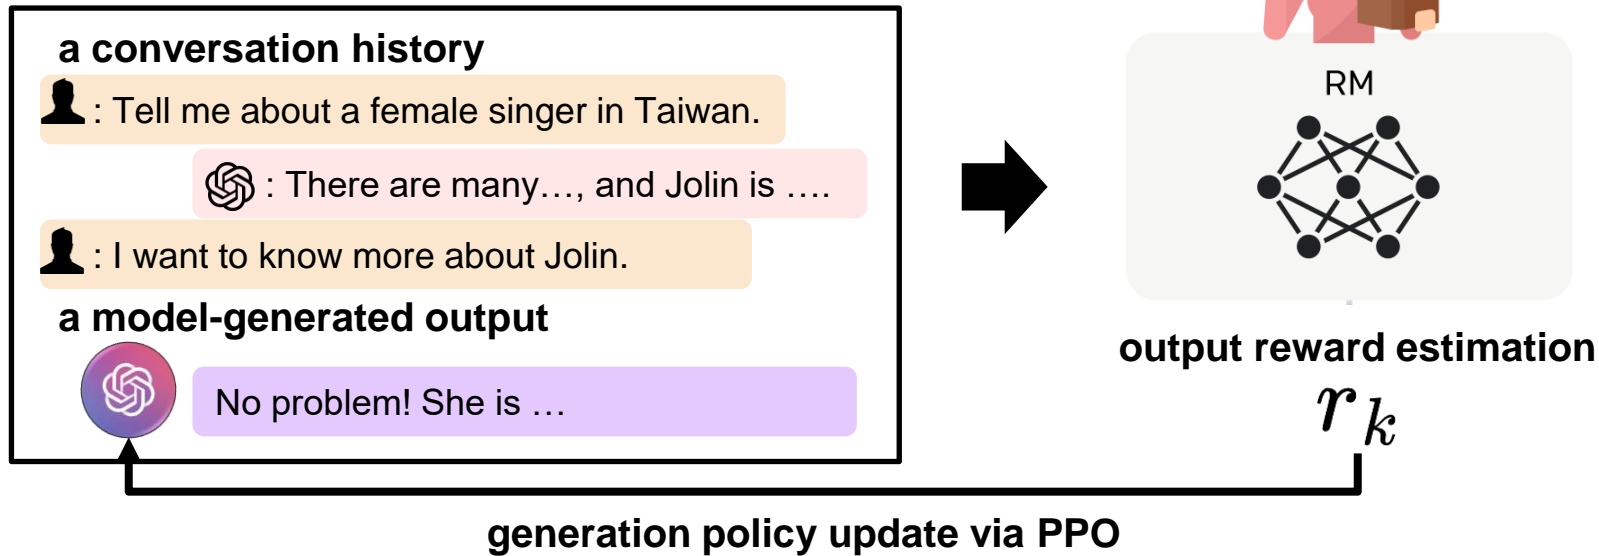 a conversation history
: Tell me about a female singer in Taiwan.
: There are many…, and Jolin is ….
: I want to know more about Jolin.
a model-generated output
No problem! She is …
RM
output reward estimation
r_k
generation policy update via PPO